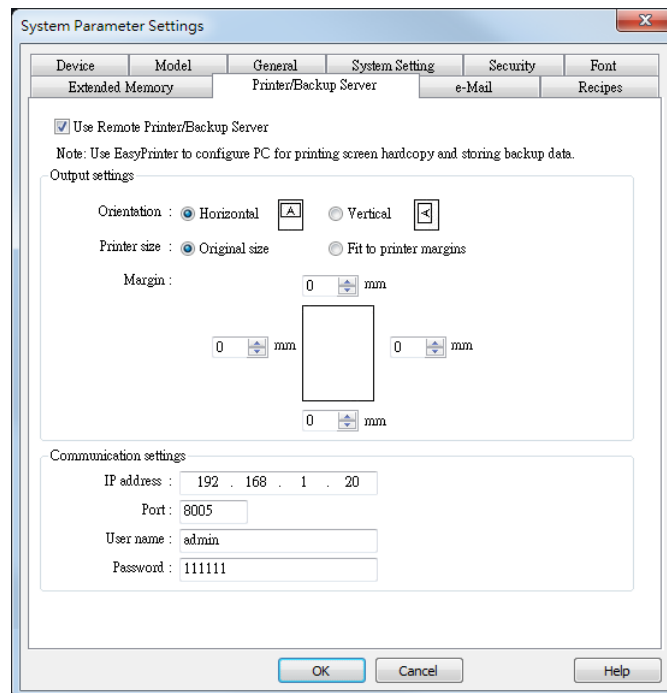 System Parameter Settings
Device Model General System Setting Security Font
Extended Memory Printer/Backup Server e-Mail Recipes
Use Remote Printer/Backup Server
Note: Use EasyPrinter to configure PC for printing screen hardcopy and storing backup data.
Output settings
Orientation : Horizontal A Vertical A
Printer size : Original size Fit to printer margins
Margin : 0 mm
0 mm 0 mm
0 mm
Communication settings
IP address : 192 . 168 . 1 . 20
Port : 8005
User name : admin
Password : 111111
OK Cancel Help